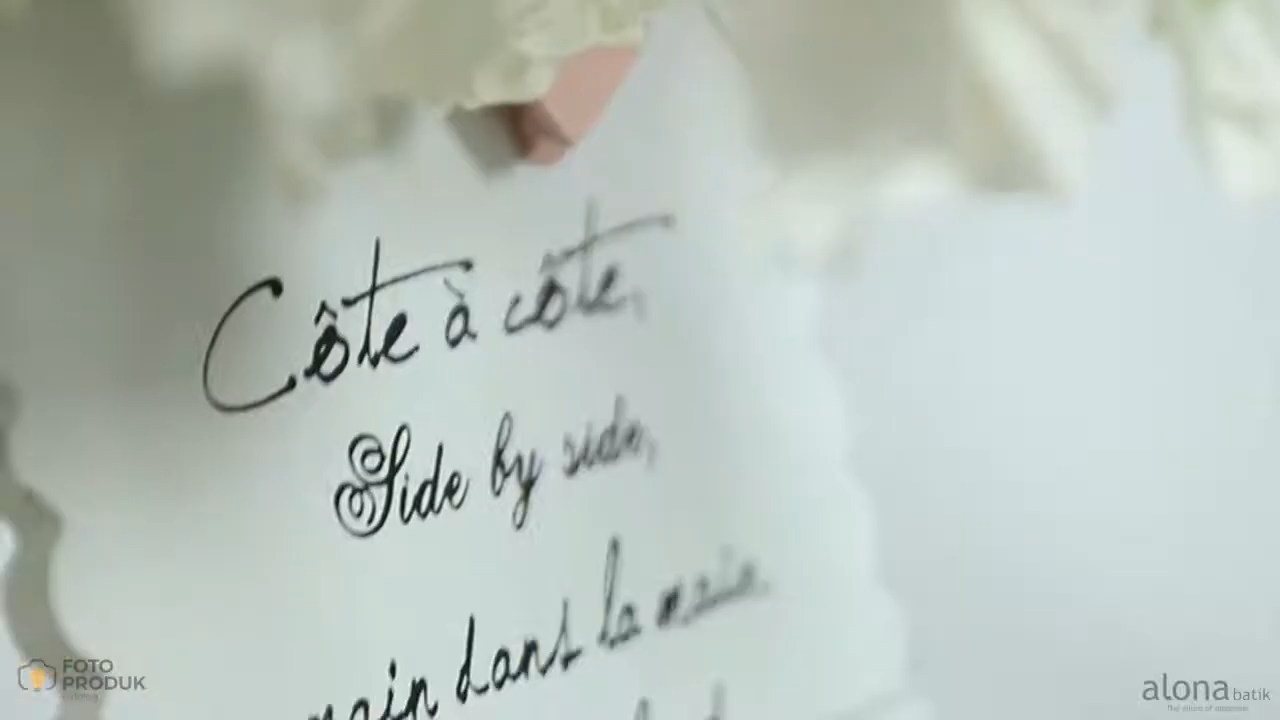 Côte à côte,
Side by side,
main dans la main
FOTO
PRODUK
alona batik